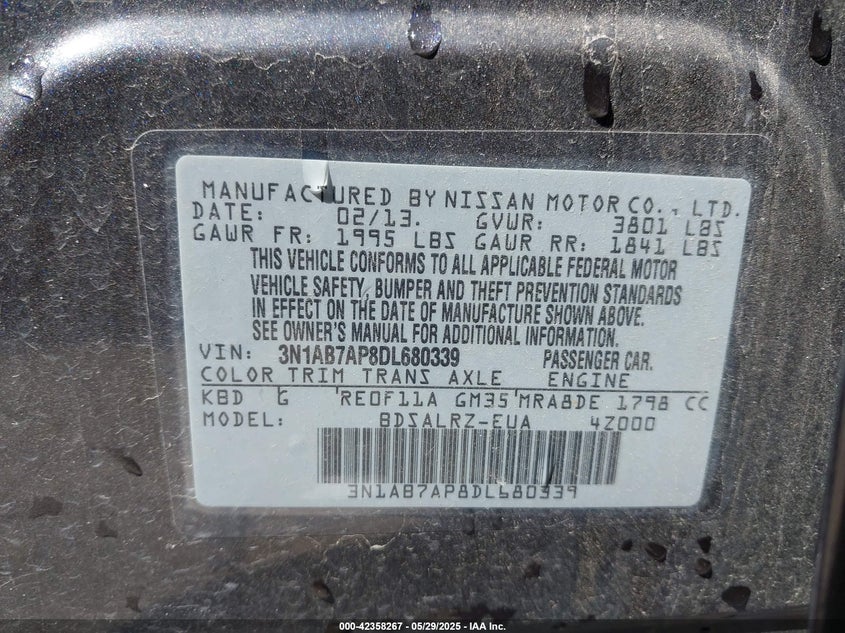 MANUFACTURED BY NISSAN MOTOR CO., LTD.
DATE: 02/13. GVWR: 3801 LBS
GAWR FR: 1995 LBS GAWR RR: 1841 LBS
THIS VEHICLE CONFORMS TO ALL APPLICABLE FEDERAL MOTOR
VEHICLE SAFETY, BUMPER AND THEFT PREVENTION STANDARDS
IN EFFECT ON THE DATE OF MANUFACTURE SHOWN ABOVE.
SEE OWNER'S MANUAL FOR ADDITIONAL INFORMATION.
VIN: 3N1AB7AP8DL680339 PASSENGER CAR.
COLOR TRIM TRANS AXLE ENGINE
KBD G RE0F11A GM35 MRA8DE 1798 CC
MODEL: BDSALRZ-EUA 4Z000
3N1AB7AP8DL680339
000-42358267 - 05/29/2025 - IAA Inc.